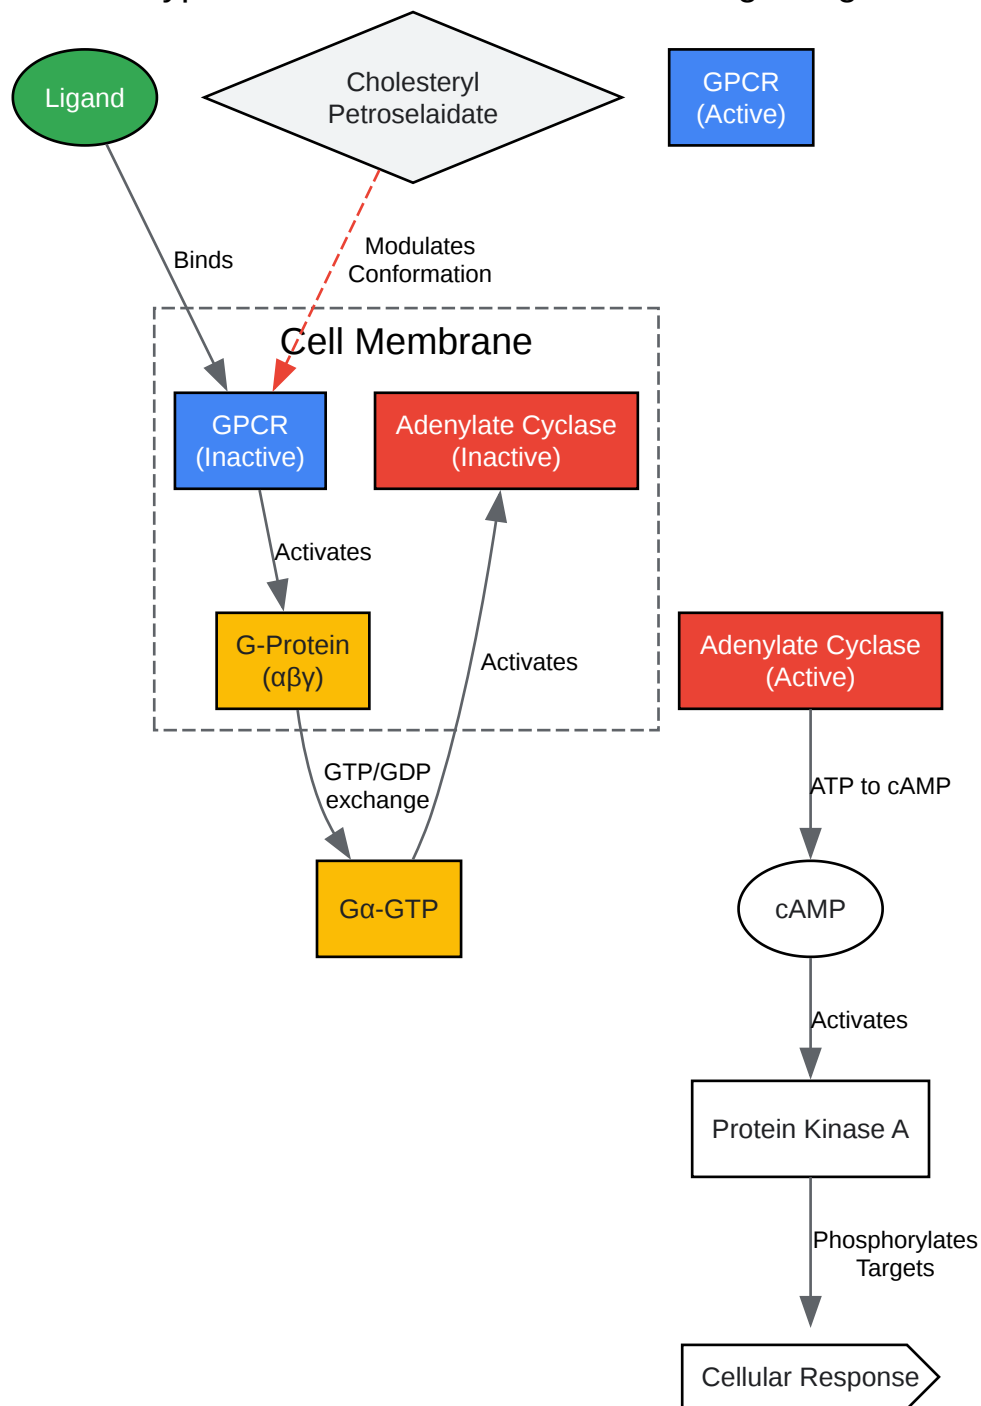 Ligand
Cholesteryl
Petroselaidate
GPCR
(Active)
Binds
Modulates
Conformation
Cell Membrane
GPCR
(Inactive)
Adenylate Cyclase
(Inactive)
Activates
G-Protein
(αβγ)
Activates
Adenylate Cyclase
(Active)
GTP/GDP
exchange
ATP to cAMP
Gα-GTP
cAMP
Activates
Protein Kinase A
Phosphorylates
Targets
Cellular Response